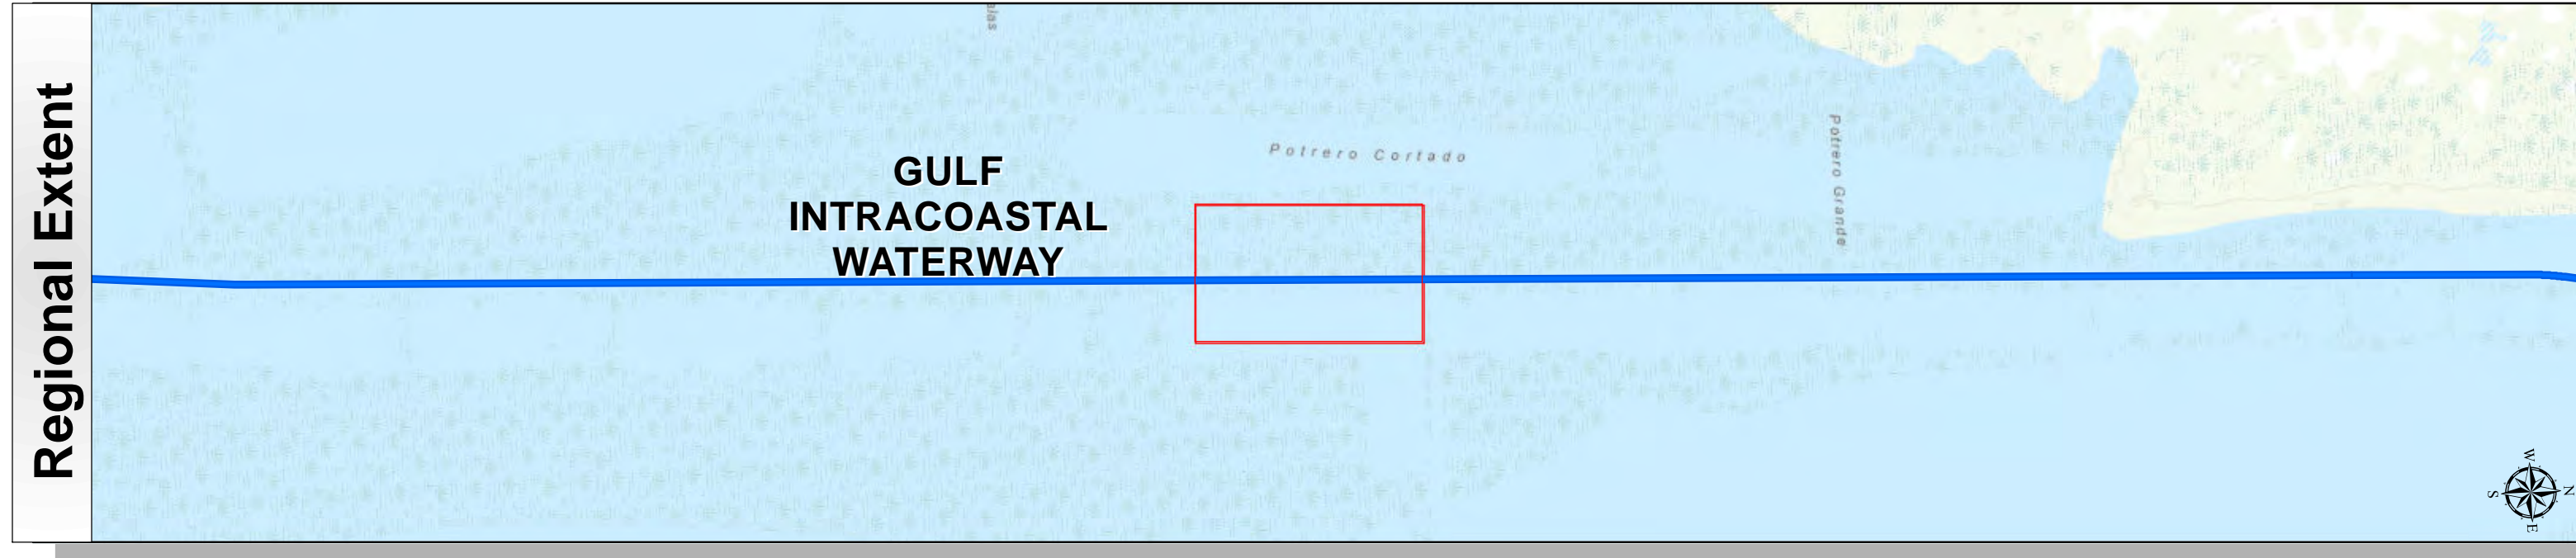 Regional Extent
GULF
INTRACOASTAL
WATERWAY
Potrero Cortado
Potrero Grande
W
N
S
E